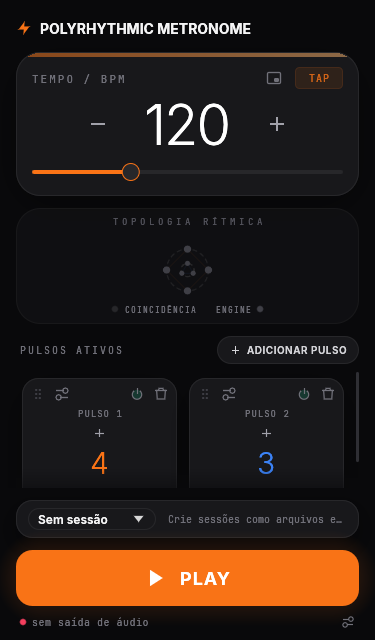 POLYRHYTHMIC METRONOME
TEMPO / BPM
TAP
− 120 +
TOPOLOGIA RÍTMICA
COINCIDÊNCIA ENGINE
PULSOS ATIVOS
+ ADICIONAR PULSO
PULSO 1
PULSO 2
+ +
4 3
Sem sessão
Crie sessões como arquivos e…
PLAY
sem saída de áudio